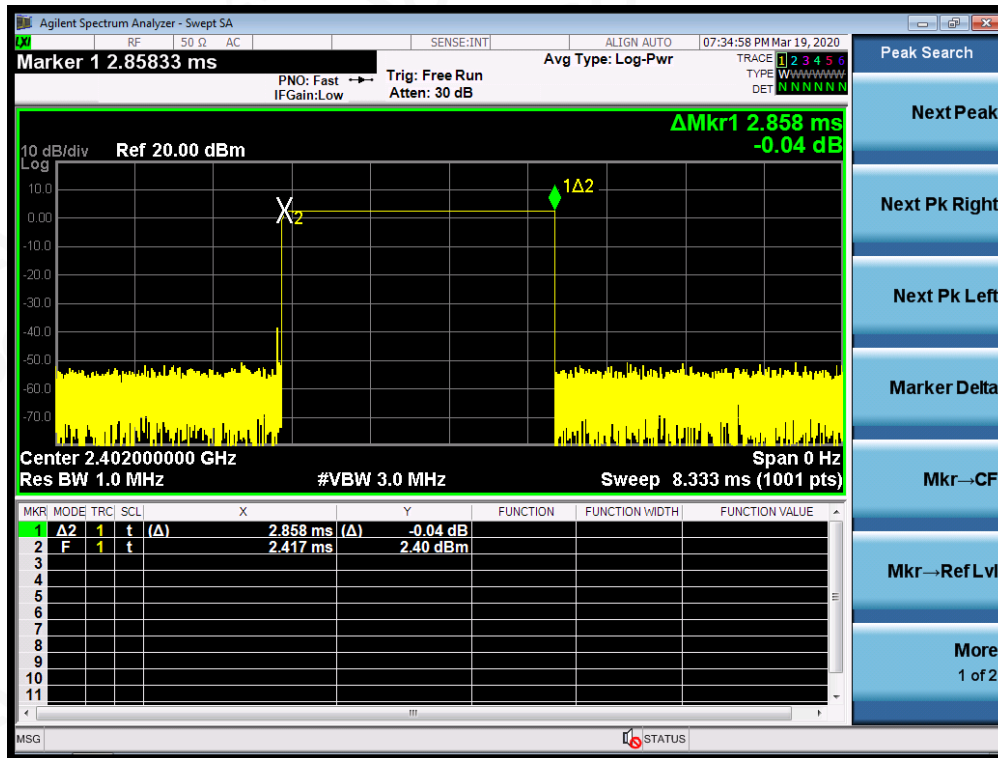 Agilent Spectrum Analyzer - Swept SA
LXI RF 50 Ω AC SENSE:INT ALIGN AUTO 07:34:58 PM Mar 19, 2020
Marker 1 2.85833 ms
PNO: Fast
IFGain:Low
Trig: Free Run
Atten: 30 dB
Avg Type: Log-Pwr
TRACE 1 2 3 4 5 6
TYPE WWWWWW
DET N N N N N N
ΔMkr1 2.858 ms
-0.04 dB
10 dB/div Ref 20.00 dBm
Log
10.0
0.00
-10.0
-20.0
-30.0
-40.0
-50.0
-60.0
-70.0
1Δ2
2
Center 2.402000000 GHz Span 0 Hz
Res BW 1.0 MHz #VBW 3.0 MHz Sweep 8.333 ms (1001 pts)
MKR MODE TRC SCL X Y FUNCTION FUNCTION WIDTH FUNCTION VALUE
1 Δ2 1 t (Δ) 2.858 ms (Δ) -0.04 dB
2 F 1 t 2.417 ms 2.40 dBm
3
4
5
6
7
8
9
10
11
MSG STATUS
Peak Search
Next Peak
Next Pk Right
Next Pk Left
Marker Delta
Mkr→CF
Mkr→Ref Lvl
More
1 of 2